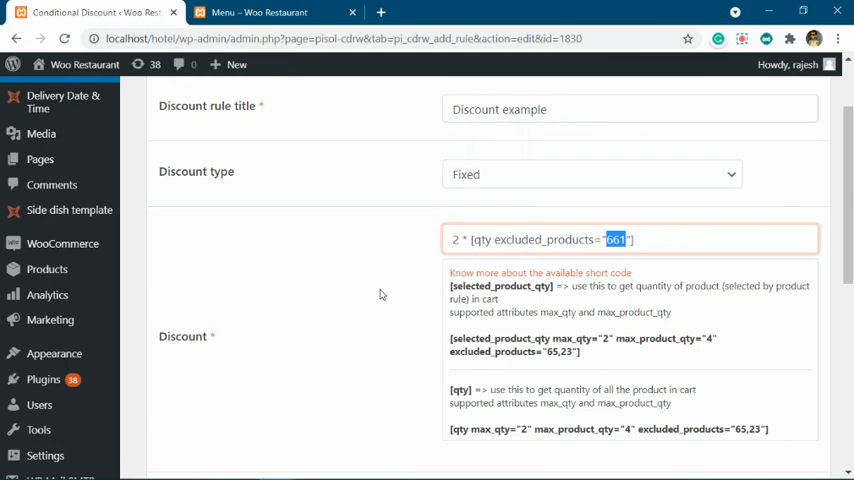 Conditional Discount ‹ Woo Rest
Menu – Woo Restaurant
localhost/hotel/wp-admin/admin.php?page=pisol-cdrw&tab=pi_cdrw_add_rule&action=edit&id=1830
Woo Restaurant 38 0 New Howdy, rajesh
Delivery Date &
Time
Media
Pages
Comments
Side dish template
WooCommerce
Products
Analytics
Marketing
Appearance
Plugins 38
Users
Tools
Settings
Discount rule title *
Discount example
Discount type
Fixed
2 * [qty excluded_products="661"]
Discount *
Know more about the available short code
[selected_product_qty] => use this to get quantity of product (selected by product
rule) in cart
supported attributes max_qty and max_product_qty
[selected_product_qty max_qty="2" max_product_qty="4"
excluded_products="65,23"]
[qty] => use this to get quantity of all the product in cart
supported attributes max_qty and max_product_qty
[qty max_qty="2" max_product_qty="4" excluded_products="65,23"]